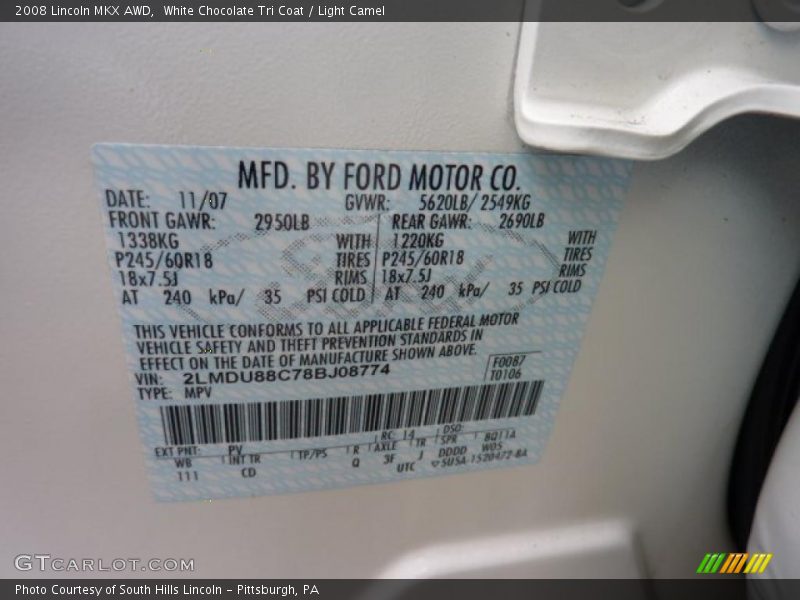 2008 Lincoln MKX AWD,  White Chocolate Tri Coat / Light Camel
MFD. BY FORD MOTOR CO.
DATE: 11/07 GVWR: 5620LB/ 2549KG
FRONT GAWR: 2950LB REAR GAWR: 2690LB
1338KG WITH 1220KG WITH
P245/60R18 TIRES P245/60R18 TIRES
18x7.5J RIMS 18x7.5J RIMS
AT 240 kPa/ 35 PSI COLD AT 240 kPa/ 35 PSI COLD
THIS VEHICLE CONFORMS TO ALL APPLICABLE FEDERAL MOTOR
VEHICLE SAFETY AND THEFT PREVENTION STANDARDS IN
EFFECT ON THE DATE OF MANUFACTURE SHOWN ABOVE.
VIN: 2LMDU88C78BJ08774 F0087
TYPE: MPV T0106
EXT PNT: PV RC: 14 DSO:
WB INT TR TP/PS R AXLE TR SPR 8Q11A
111 CD Q 3F J DDDD W05
UTC 5U5A-1520472-BA
GTCARLOT.COM
Photo Courtesy of South Hills Lincoln – Pittsburgh, PA